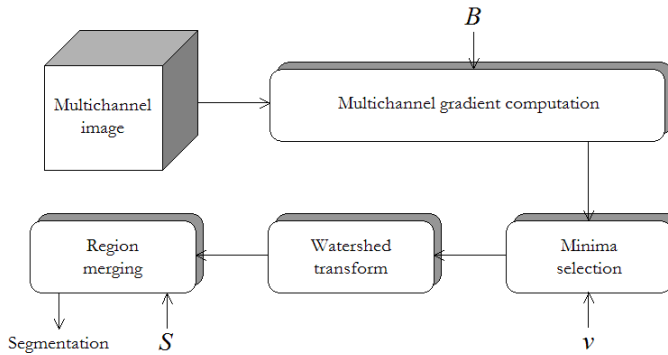 B
Multichannel
image
Multichannel gradient computation
Region
merging
Watershed
transform
Minima
selection
Segmentation
S
v